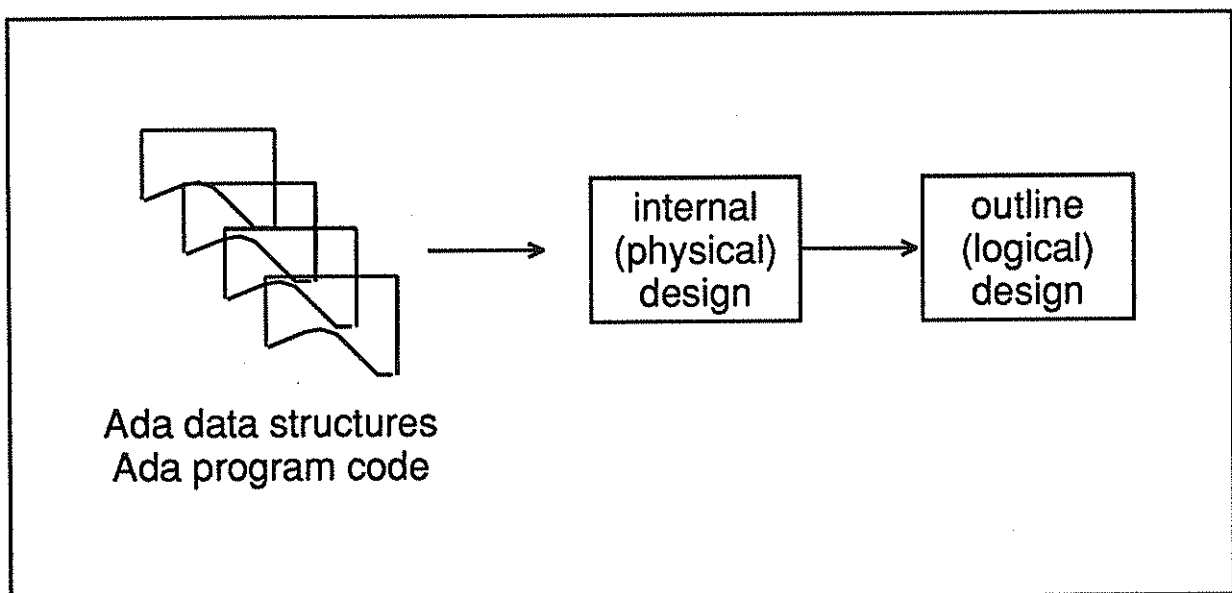 internal
(physical)
design
outline
(logical)
design
Ada data structures
Ada program code